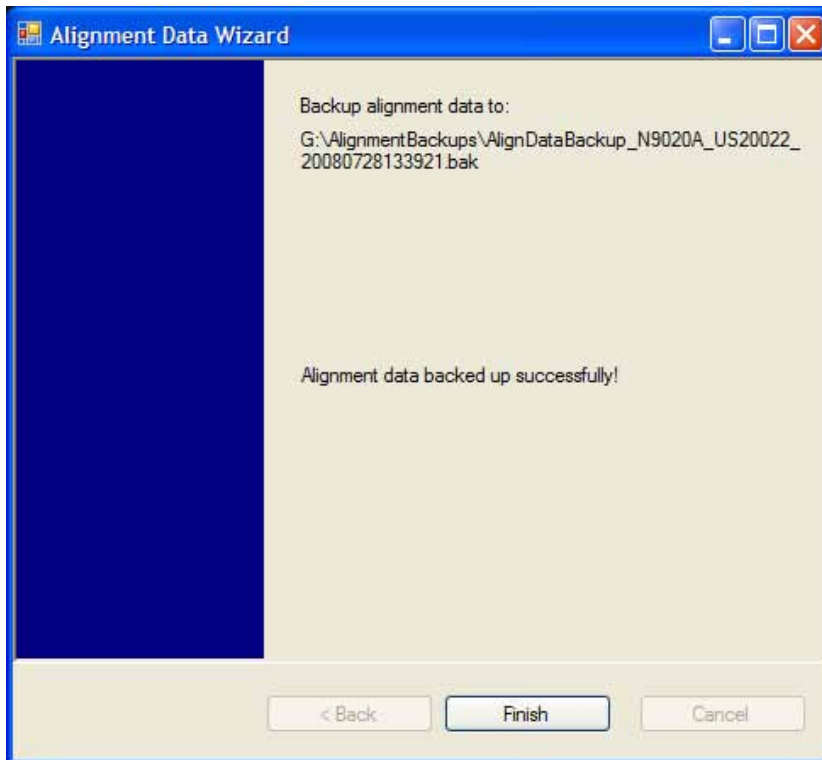 Alignment Data Wizard
Backup alignment data to:
G:\AlignmentBackups\AlignDataBackup_N9020A_US20022_
20080728133921.bak
Alignment data backed up successfully!
< Back
Finish
Cancel